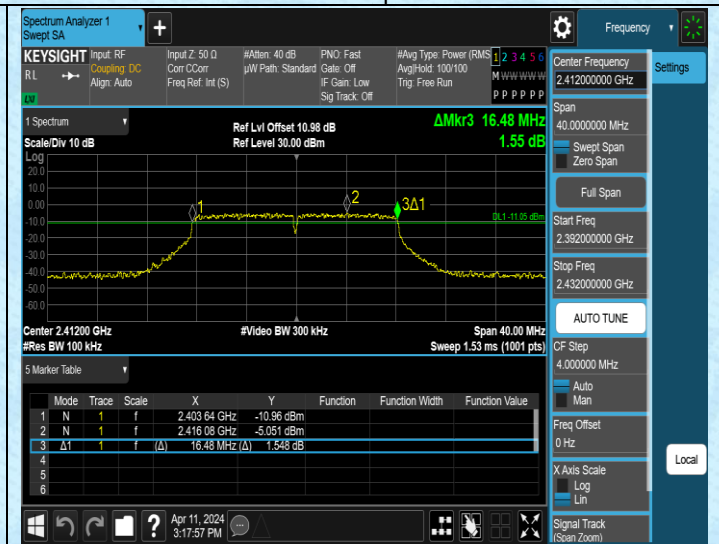 Spectrum Analyzer 1
Swept SA
Frequency
KEYSIGHT
RL
Input: RF
Coupling: DC
Align: Auto
Input Z: 50 Ω
Corr CCorr
Freq Ref: Int (S)
#Atten: 40 dB
µW Path: Standard
PNO: Fast
Gate: Off
IF Gain: Low
Sig Track: Off
#Avg Type: Power (RMS
Avg|Hold: 100/100
Trig: Free Run
1 2 3 4 5 6
M W W W W W
P P P P P P
1 Spectrum
Scale/Div 10 dB
Ref Lvl Offset 10.98 dB
Ref Level 30.00 dBm
ΔMkr3 16.48 MHz
1.55 dB
Log
20.0
10.0
0.00
-10.0
-20.0
-30.0
-40.0
-50.0
-60.0
1
2
3Δ1
DL1 -11.05 dBm
Center 2.41200 GHz
#Res BW 100 kHz
#Video BW 300 kHz
Span 40.00 MHz
Sweep 1.53 ms (1001 pts)
5 Marker Table
Mode Trace Scale X Y Function Function Width Function Value
1 N 1 f 2.403 64 GHz -10.96 dBm
2 N 1 f 2.416 08 GHz -5.051 dBm
3 Δ1 1 f (Δ) 16.48 MHz (Δ) 1.548 dB
4
5
6
Apr 11, 2024
3:17:57 PM
Center Frequency
2.412000000 GHz
Span
40.0000000 MHz
Swept Span
Zero Span
Full Span
Start Freq
2.392000000 GHz
Stop Freq
2.432000000 GHz
AUTO TUNE
CF Step
4.000000 MHz
Auto
Man
Freq Offset
0 Hz
X Axis Scale
Log
Lin
Signal Track
(Span Zoom)
Settings
Local